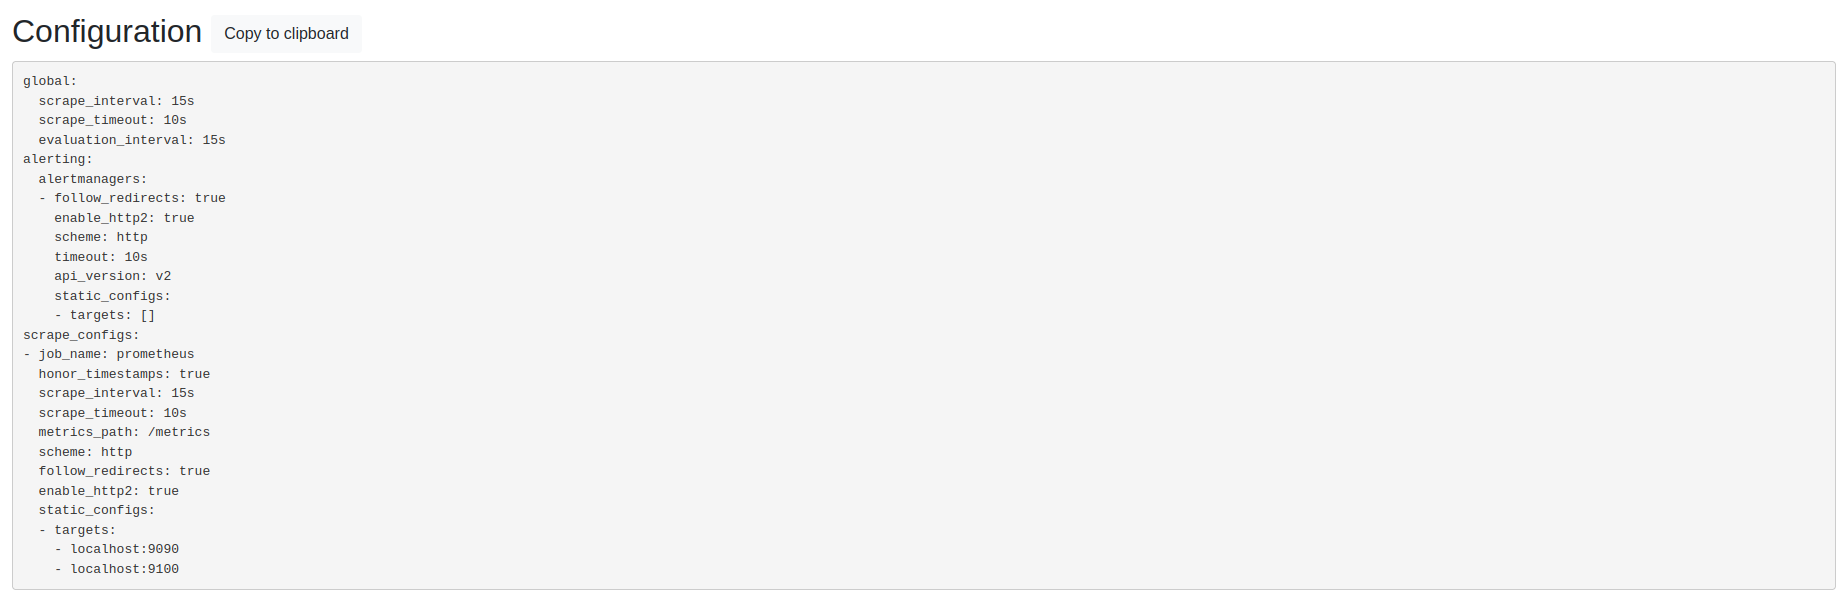 Configuration Copy to clipboard
global:
  scrape_interval: 15s
  scrape_timeout: 10s
  evaluation_interval: 15s
alerting:
  alertmanagers:
  - follow_redirects: true
    enable_http2: true
    scheme: http
    timeout: 10s
    api_version: v2
    static_configs:
    - targets: []
scrape_configs:
- job_name: prometheus
  honor_timestamps: true
  scrape_interval: 15s
  scrape_timeout: 10s
  metrics_path: /metrics
  scheme: http
  follow_redirects: true
  enable_http2: true
  static_configs:
  - targets:
    - localhost:9090
    - localhost:9100